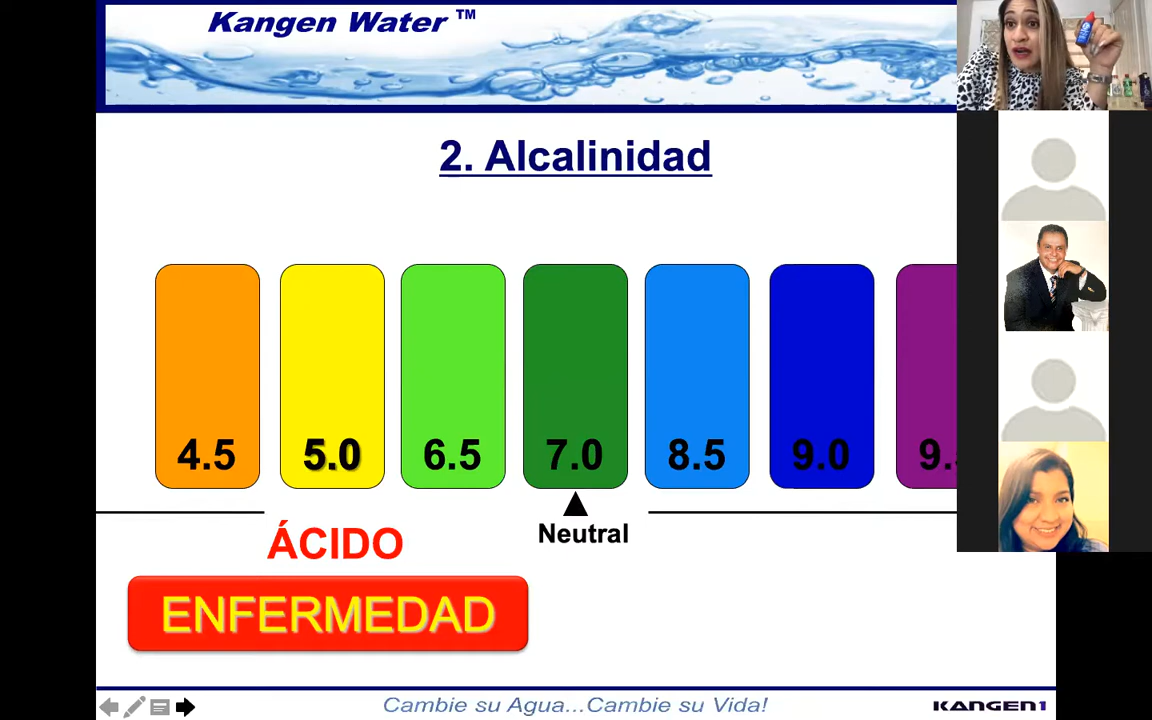 Kangen Water ™
2. Alcalinidad
4.5 5.0 6.5 7.0 8.5 9.0 9.
Neutral
ÁCIDO
ENFERMEDAD
Cambie su Agua...Cambie su Vida!
KANGEN1